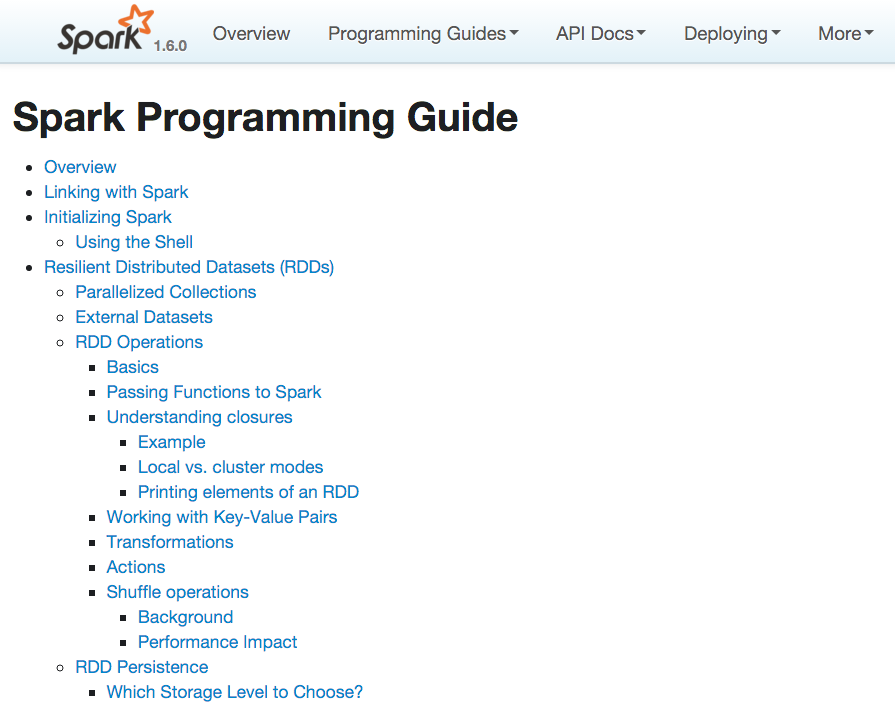 Spark 1.6.0 Overview Programming Guides API Docs Deploying More
Spark Programming Guide
Overview
Linking with Spark
Initializing Spark
Using the Shell
Resilient Distributed Datasets (RDDs)
Parallelized Collections
External Datasets
RDD Operations
Basics
Passing Functions to Spark
Understanding closures
Example
Local vs. cluster modes
Printing elements of an RDD
Working with Key-Value Pairs
Transformations
Actions
Shuffle operations
Background
Performance Impact
RDD Persistence
Which Storage Level to Choose?